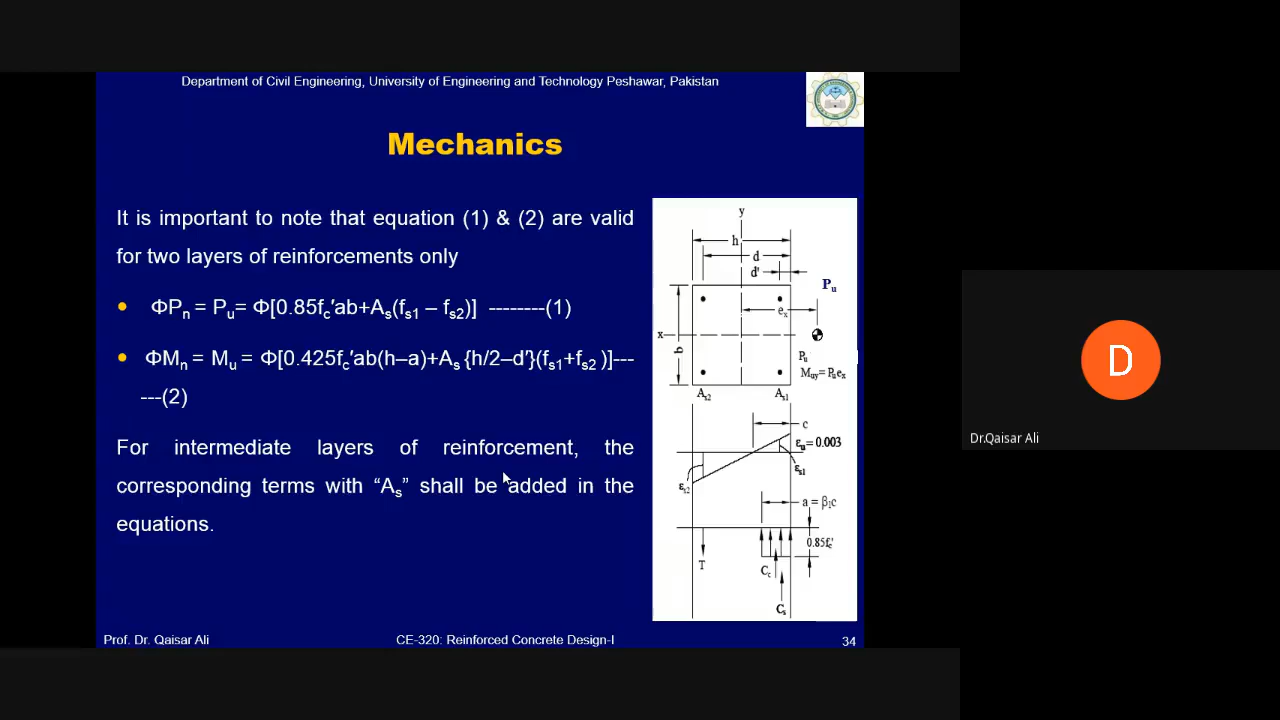 Department of Civil Engineering, University of Engineering and Technology Peshawar, Pakistan
Mechanics
It is important to note that equation (1) & (2) are valid
for two layers of reinforcements only
• ΦPn = Pu= Φ[0.85fc′ab+As(fs1 – fs2)] --------(1)
• ΦMn = Mu = Φ[0.425fc′ab(h–a)+As {h/2–d′}(fs1+fs2 )]---
----(2)
For intermediate layers of reinforcement, the
corresponding terms with “As” shall be added in the
equations.
y
h
d
d'
Pu
ex
x
b
Pu
Muy= Puex
As2 As1
c
εu= 0.003
εs1
εs2
a = β1c
0.85fc'
T
Cc
Cs
Prof. Dr. Qaisar Ali
CE-320: Reinforced Concrete Design-I
34
D
Dr.Qaisar Ali